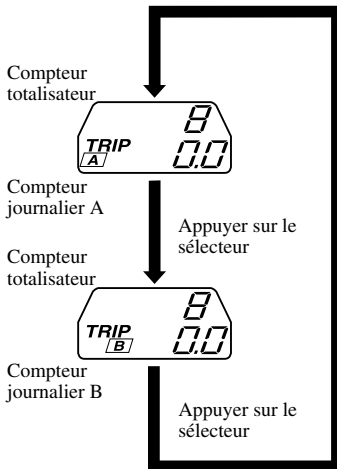 Compteur
totalisateur
8
TRIP
A
0.0
Compteur
journalier A
Appuyer sur le
sélecteur
Compteur
totalisateur
8
TRIP
B
0.0
Compteur
journalier B
Appuyer sur le
sélecteur